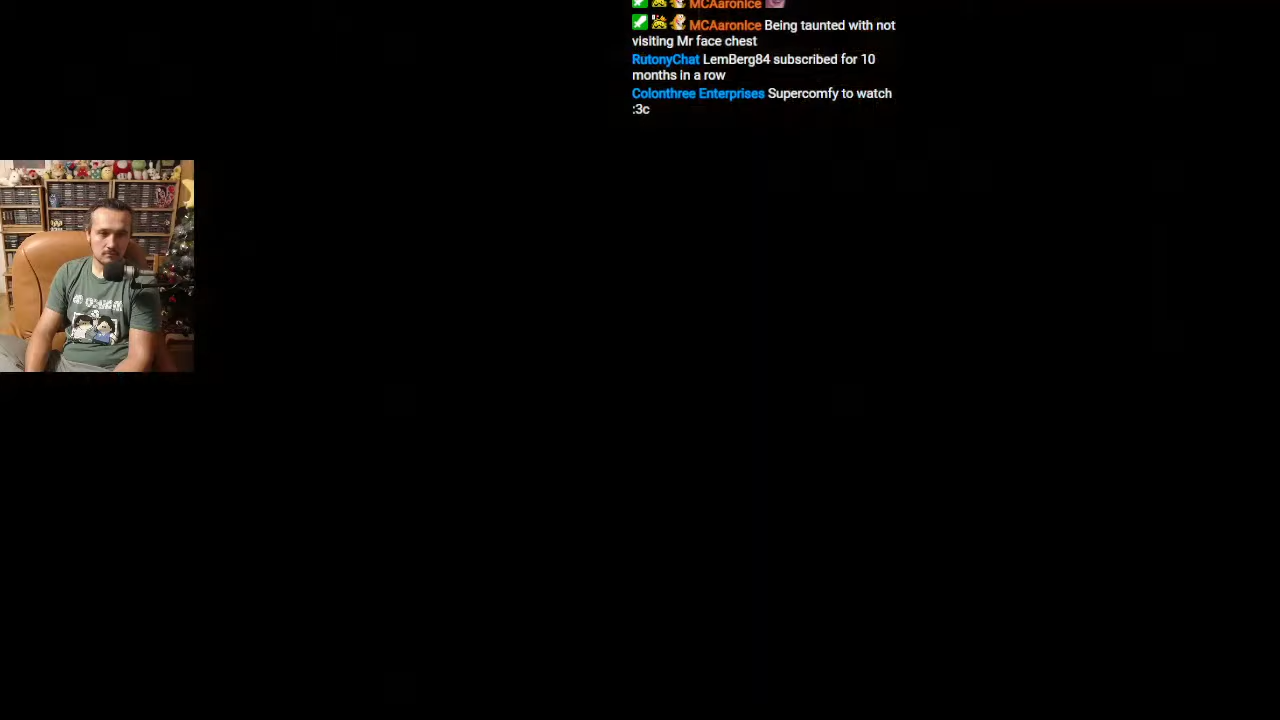 MCAaronIce
MCAaronIce Being taunted with not
visiting Mr face chest
RutonyChat LemBerg84 subscribed for 10
months in a row
Colonthree Enterprises Supercomfy to watch
:3c